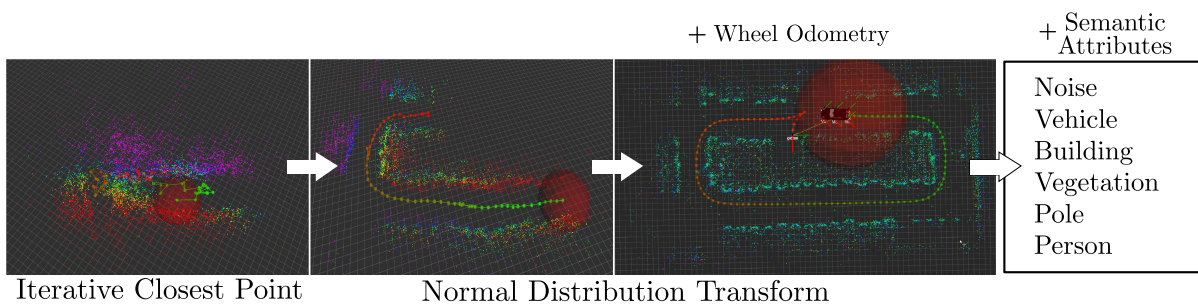 + Wheel Odometry
+ Semantic
Attributes
Noise
Vehicle
Building
Vegetation
Pole
Person
Iterative Closest Point
Normal Distribution Transform